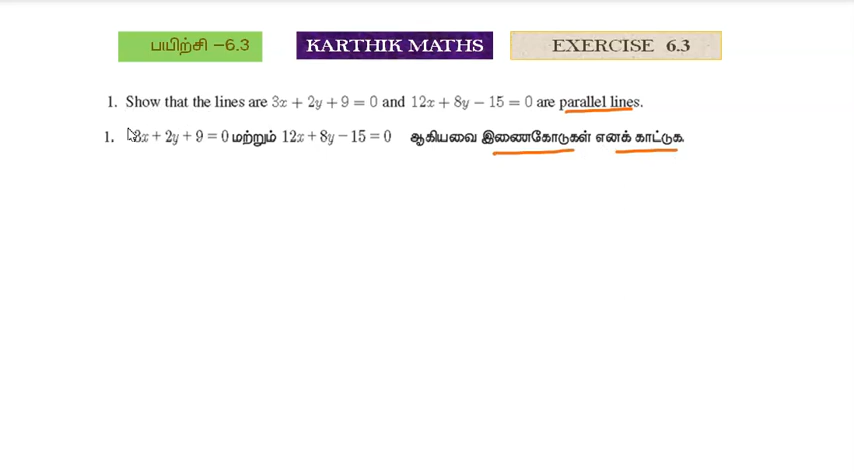 பயிற்சி –6.3
KARTHIK MATHS
EXERCISE 6.3
1. Show that the lines are 3x + 2y + 9 = 0 and 12x + 8y − 15 = 0 are parallel lines.
1. 3x + 2y + 9 = 0 மற்றும் 12x + 8y − 15 = 0 ஆகியவை இணைகோடுகள் எனக் காட்டுக.